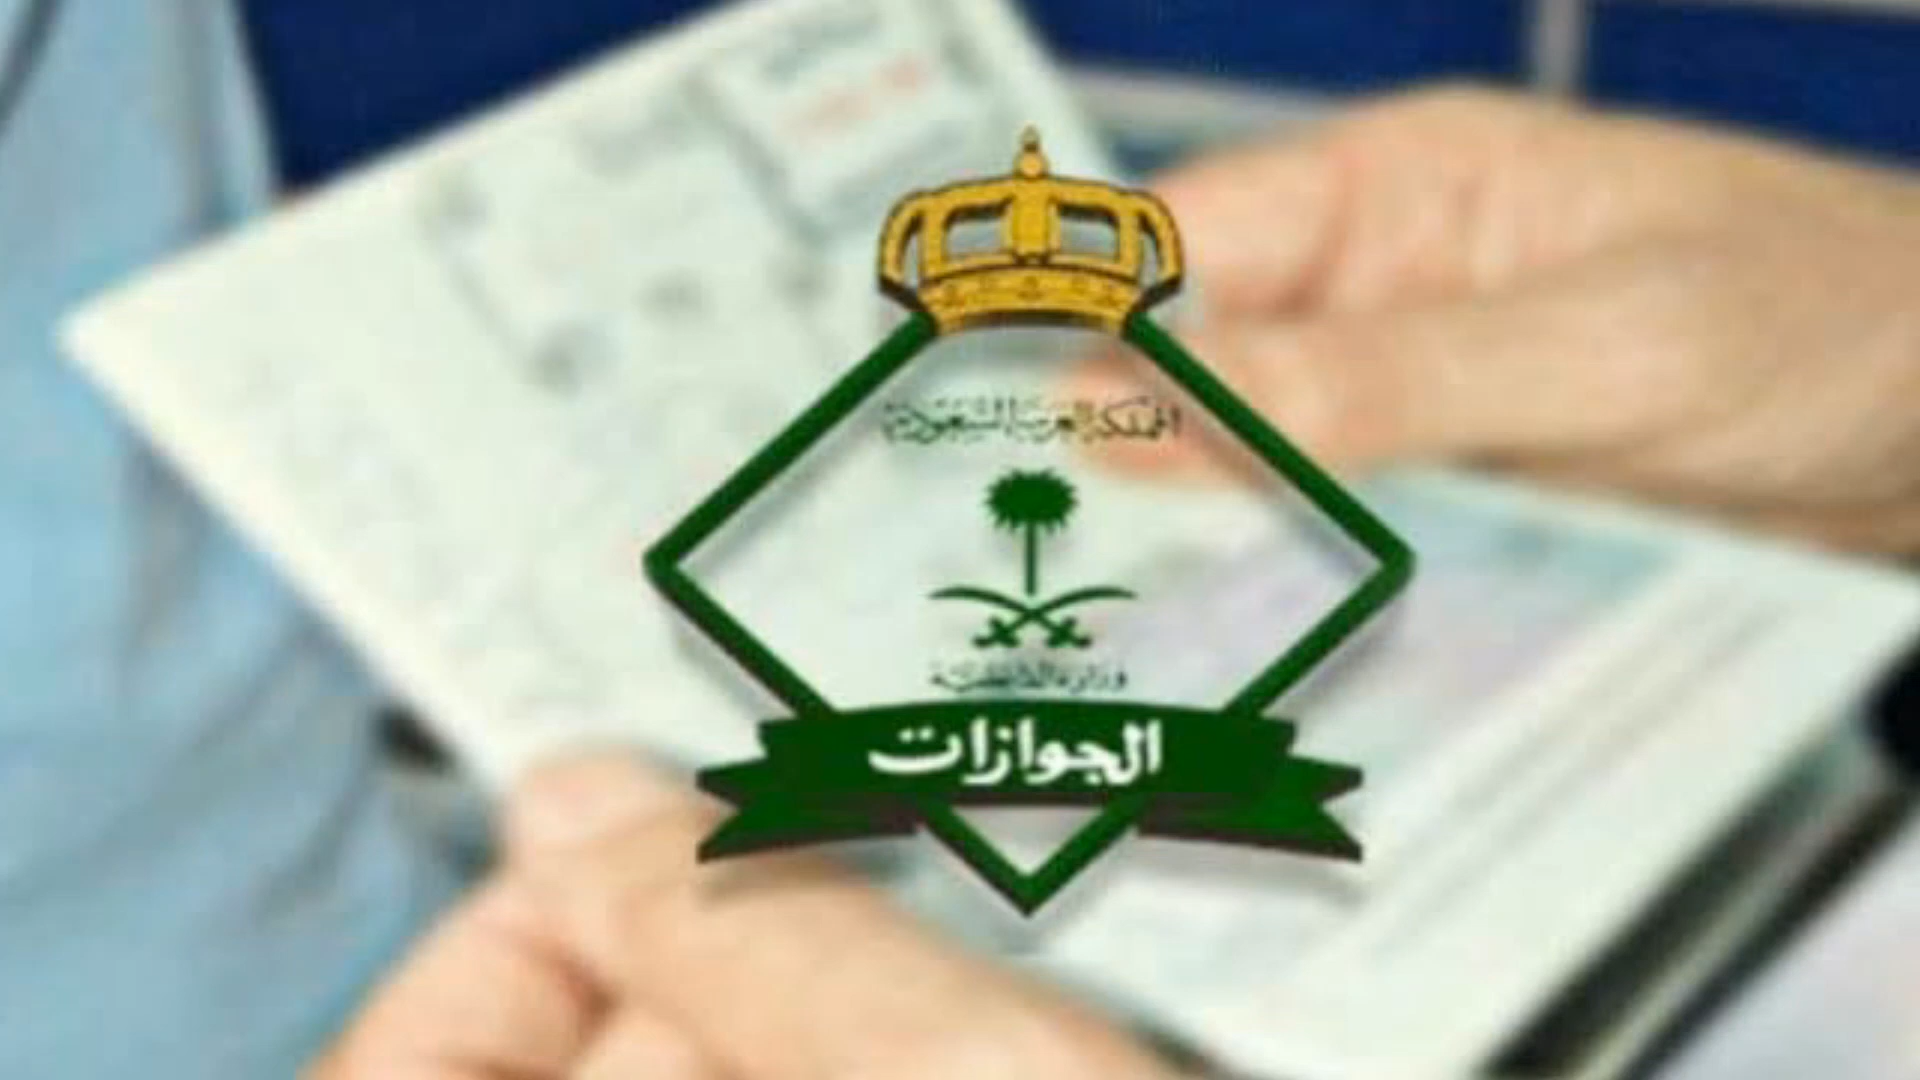 المملكة العربية السعودية
وزارة الداخلية
الجوازات